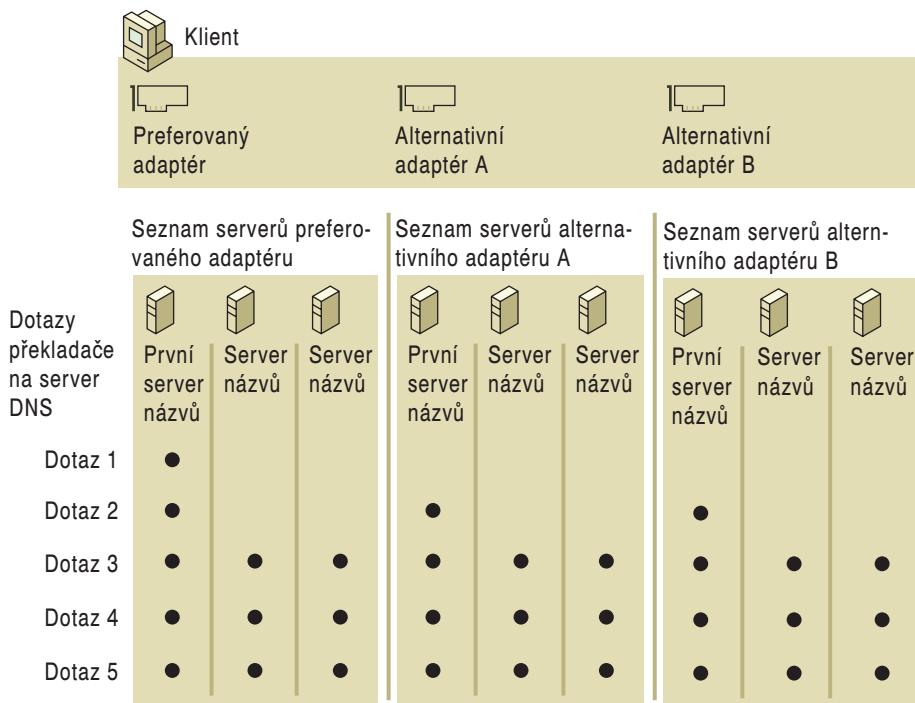 Klient
Preferovaný
adaptér
Alternativní
adaptér A
Alternativní
adaptér B
Seznam serverů prefero-
vaného adaptéru
Seznam serverů alterna-
tivního adaptéru A
Seznam serverů altern-
tivního adaptéru B
Dotazy
překladače
na server
DNS
První
server
názvů
Server
názvů
Server
názvů
První
server
názvů
Server
názvů
Server
názvů
První
server
názvů
Server
názvů
Server
názvů
Dotaz 1
Dotaz 2
Dotaz 3
Dotaz 4
Dotaz 5